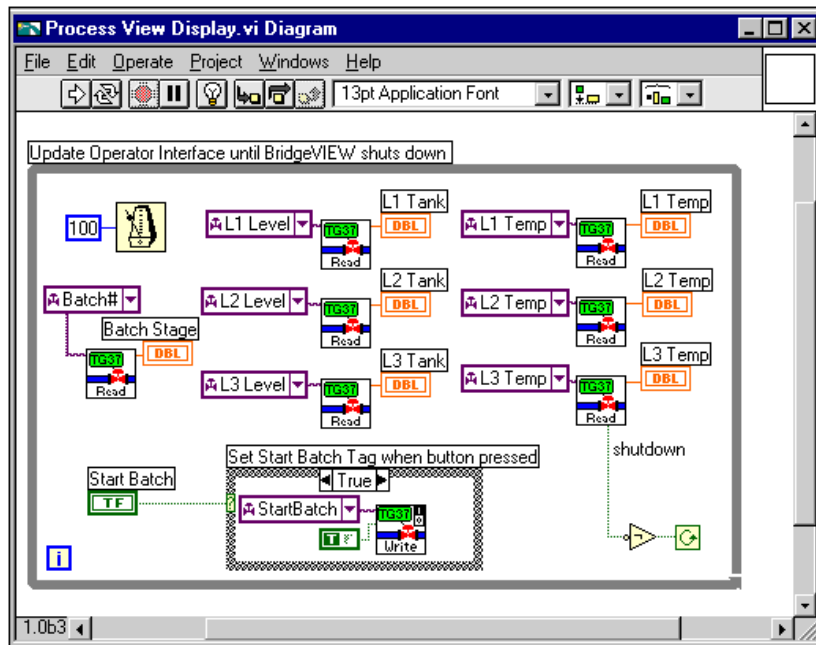 Process View Display.vi Diagram
File Edit Operate Project Windows Help
13pt Application Font
Update Operator Interface until BridgeVIEW shuts down
100
L1 Level
TG37
Read
L1 Tank
DBL
L1 Temp
TG37
Read
L1 Temp
DBL
Batch#
TG37
Read
Batch Stage
DBL
L2 Level
TG37
Read
L2 Tank
DBL
L2 Temp
TG37
Read
L2 Temp
DBL
L3 Level
TG37
Read
L3 Tank
DBL
L3 Temp
TG37
Read
L3 Temp
DBL
shutdown
Set Start Batch Tag when button pressed
True
Start Batch
TF
?
StartBatch
TG37
Write
T F
i
1.0b3